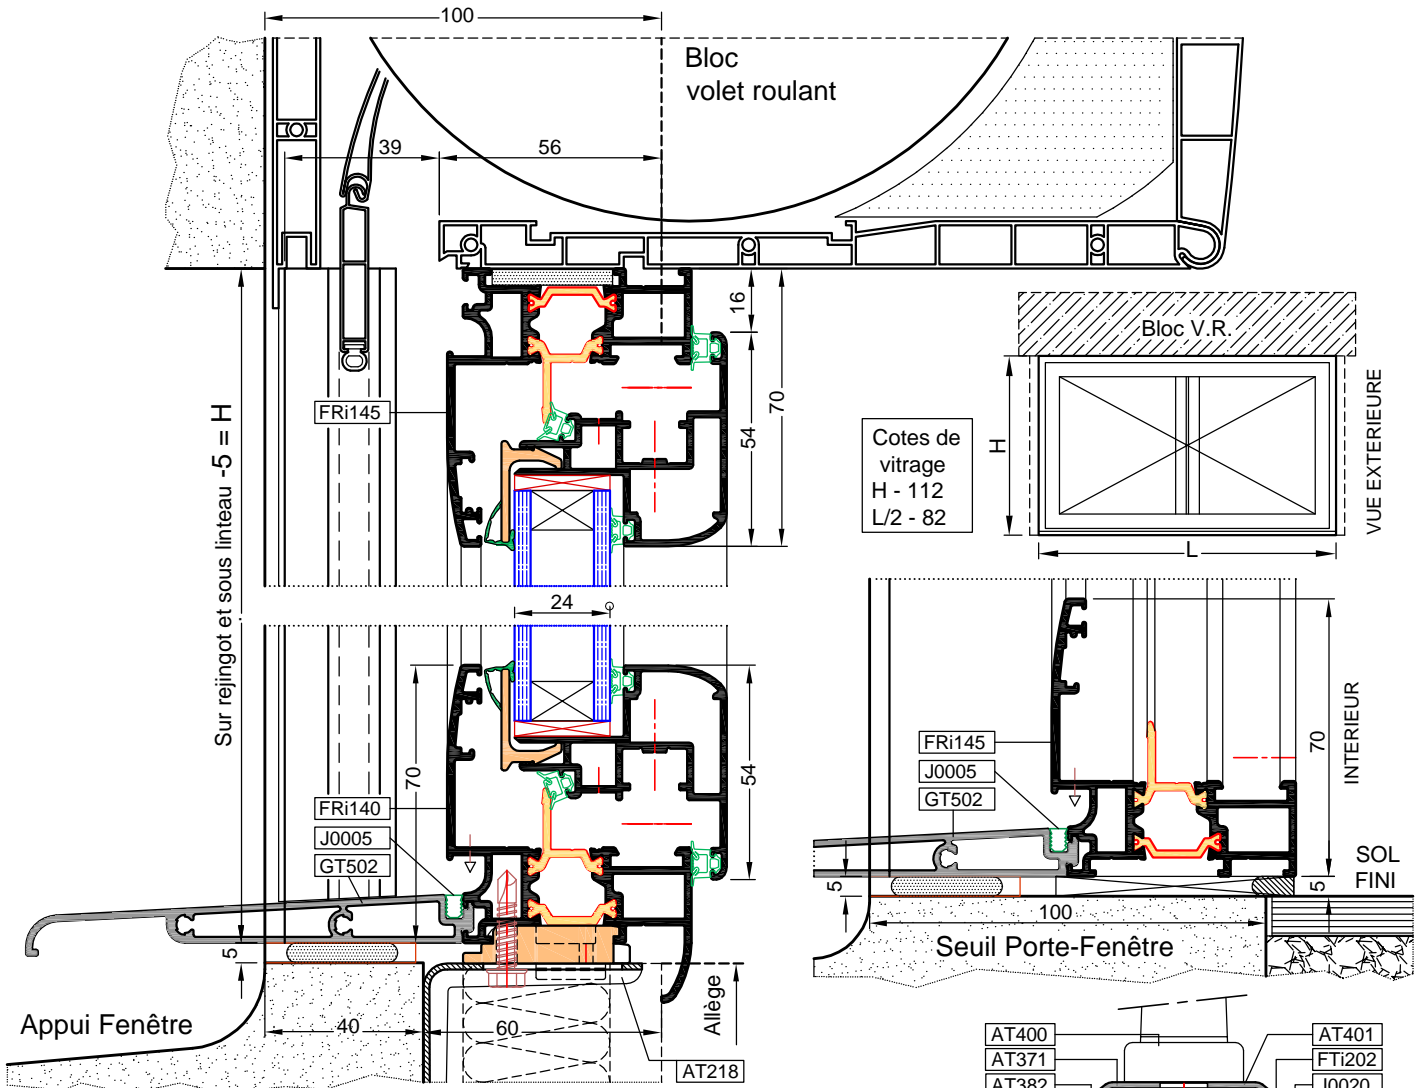 100
Bloc
volet roulant
39
56
16
Bloc V.R.
FRi145
70
54
Cotes de
vitrage
H - 112
L/2 - 82
H
VUE EXTERIEURE
L
Sur rejingot et sous linteau -5 = H
24
70
54
FRi140
J0005
GT502
5
FRi145
J0005
GT502
70
INTERIEUR
SOL
FINI
5
5
100
Seuil Porte-Fenêtre
Appui Fenêtre
40
60
Allège
AT218
AT400
AT371
AT382
AT401
FTi202
J0020